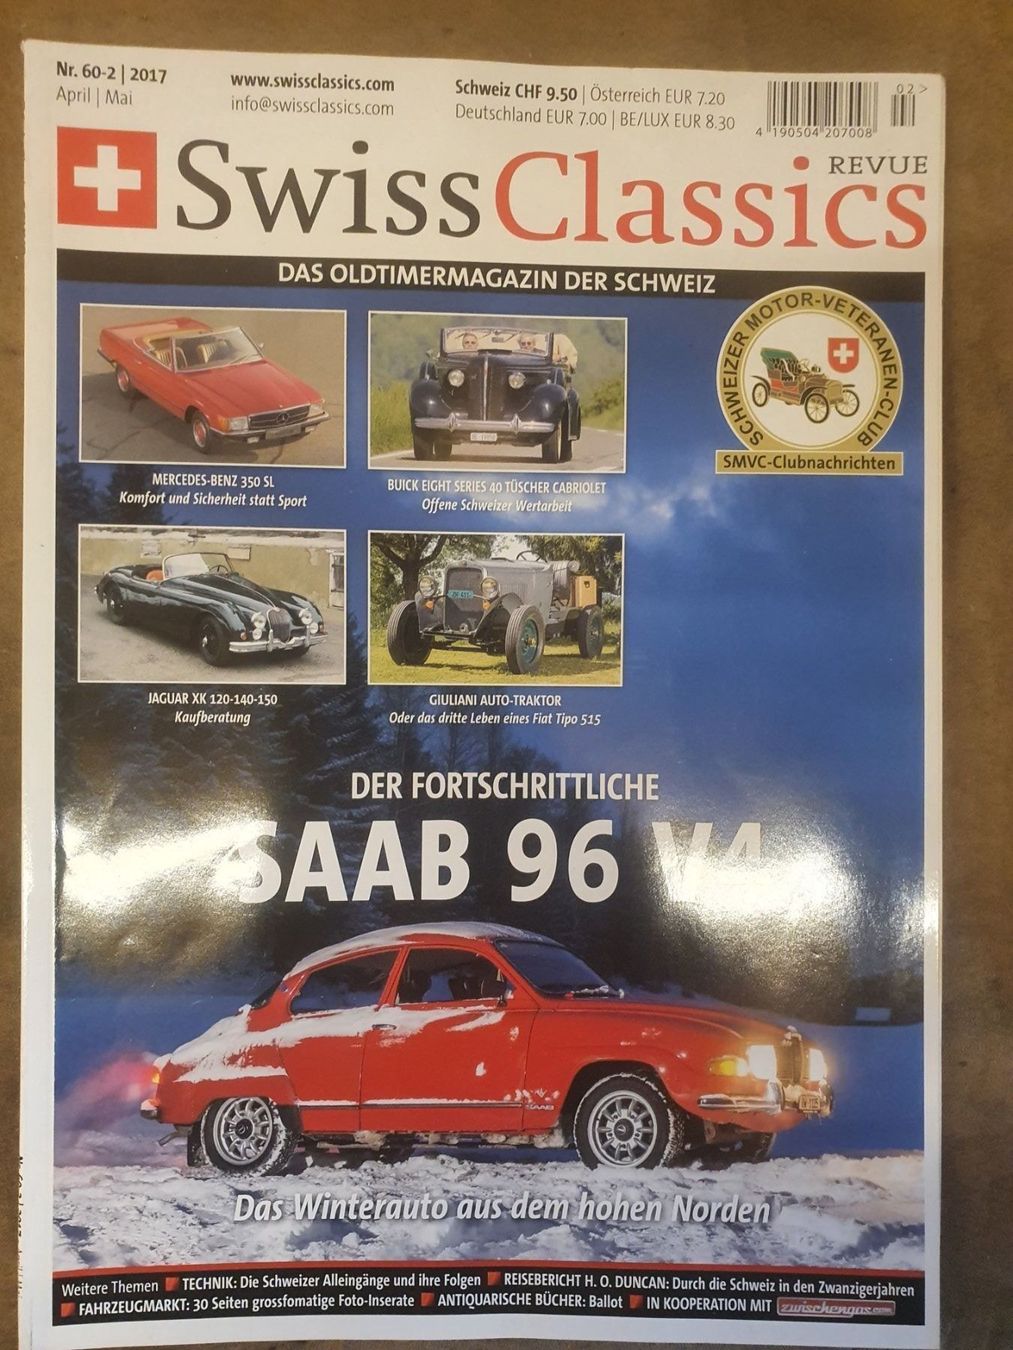 Nr. 60-2 | 2017
April | Mai
www.swissclassics.com
info@swissclassics.com
Schweiz CHF 9.50 | Österreich EUR 7.20
Deutschland EUR 7.00 | BE/LUX EUR 8.30
02>
4 190504 207008
SwissClassics
REVUE
DAS OLDTIMERMAGAZIN DER SCHWEIZ
SCHWEIZER MOTOR-VETERANEN-CLUB
SMVC-Clubnachrichten
MERCEDES-BENZ 350 SL
Komfort und Sicherheit statt Sport
BUICK EIGHT SERIES 40 TÜSCHER CABRIOLET
Offene Schweizer Wertarbeit
JAGUAR XK 120-140-150
Kaufberatung
GIULIANI AUTO-TRAKTOR
Oder das dritte Leben eines Fiat Tipo 515
DER FORTSCHRITTLICHE
SAAB 96 V4
SAAB
Das Winterauto aus dem hohen Norden
Weitere Themen TECHNIK: Die Schweizer Alleingänge und ihre Folgen REISEBERICHT H. O. DUNCAN: Durch die Schweiz in den Zwanzigerjahren
FAHRZEUGMARKT: 30 Seiten grossfomatige Foto-Inserate ANTIQUARISCHE BÜCHER: Ballot IN KOOPERATION MIT zwischengas.com